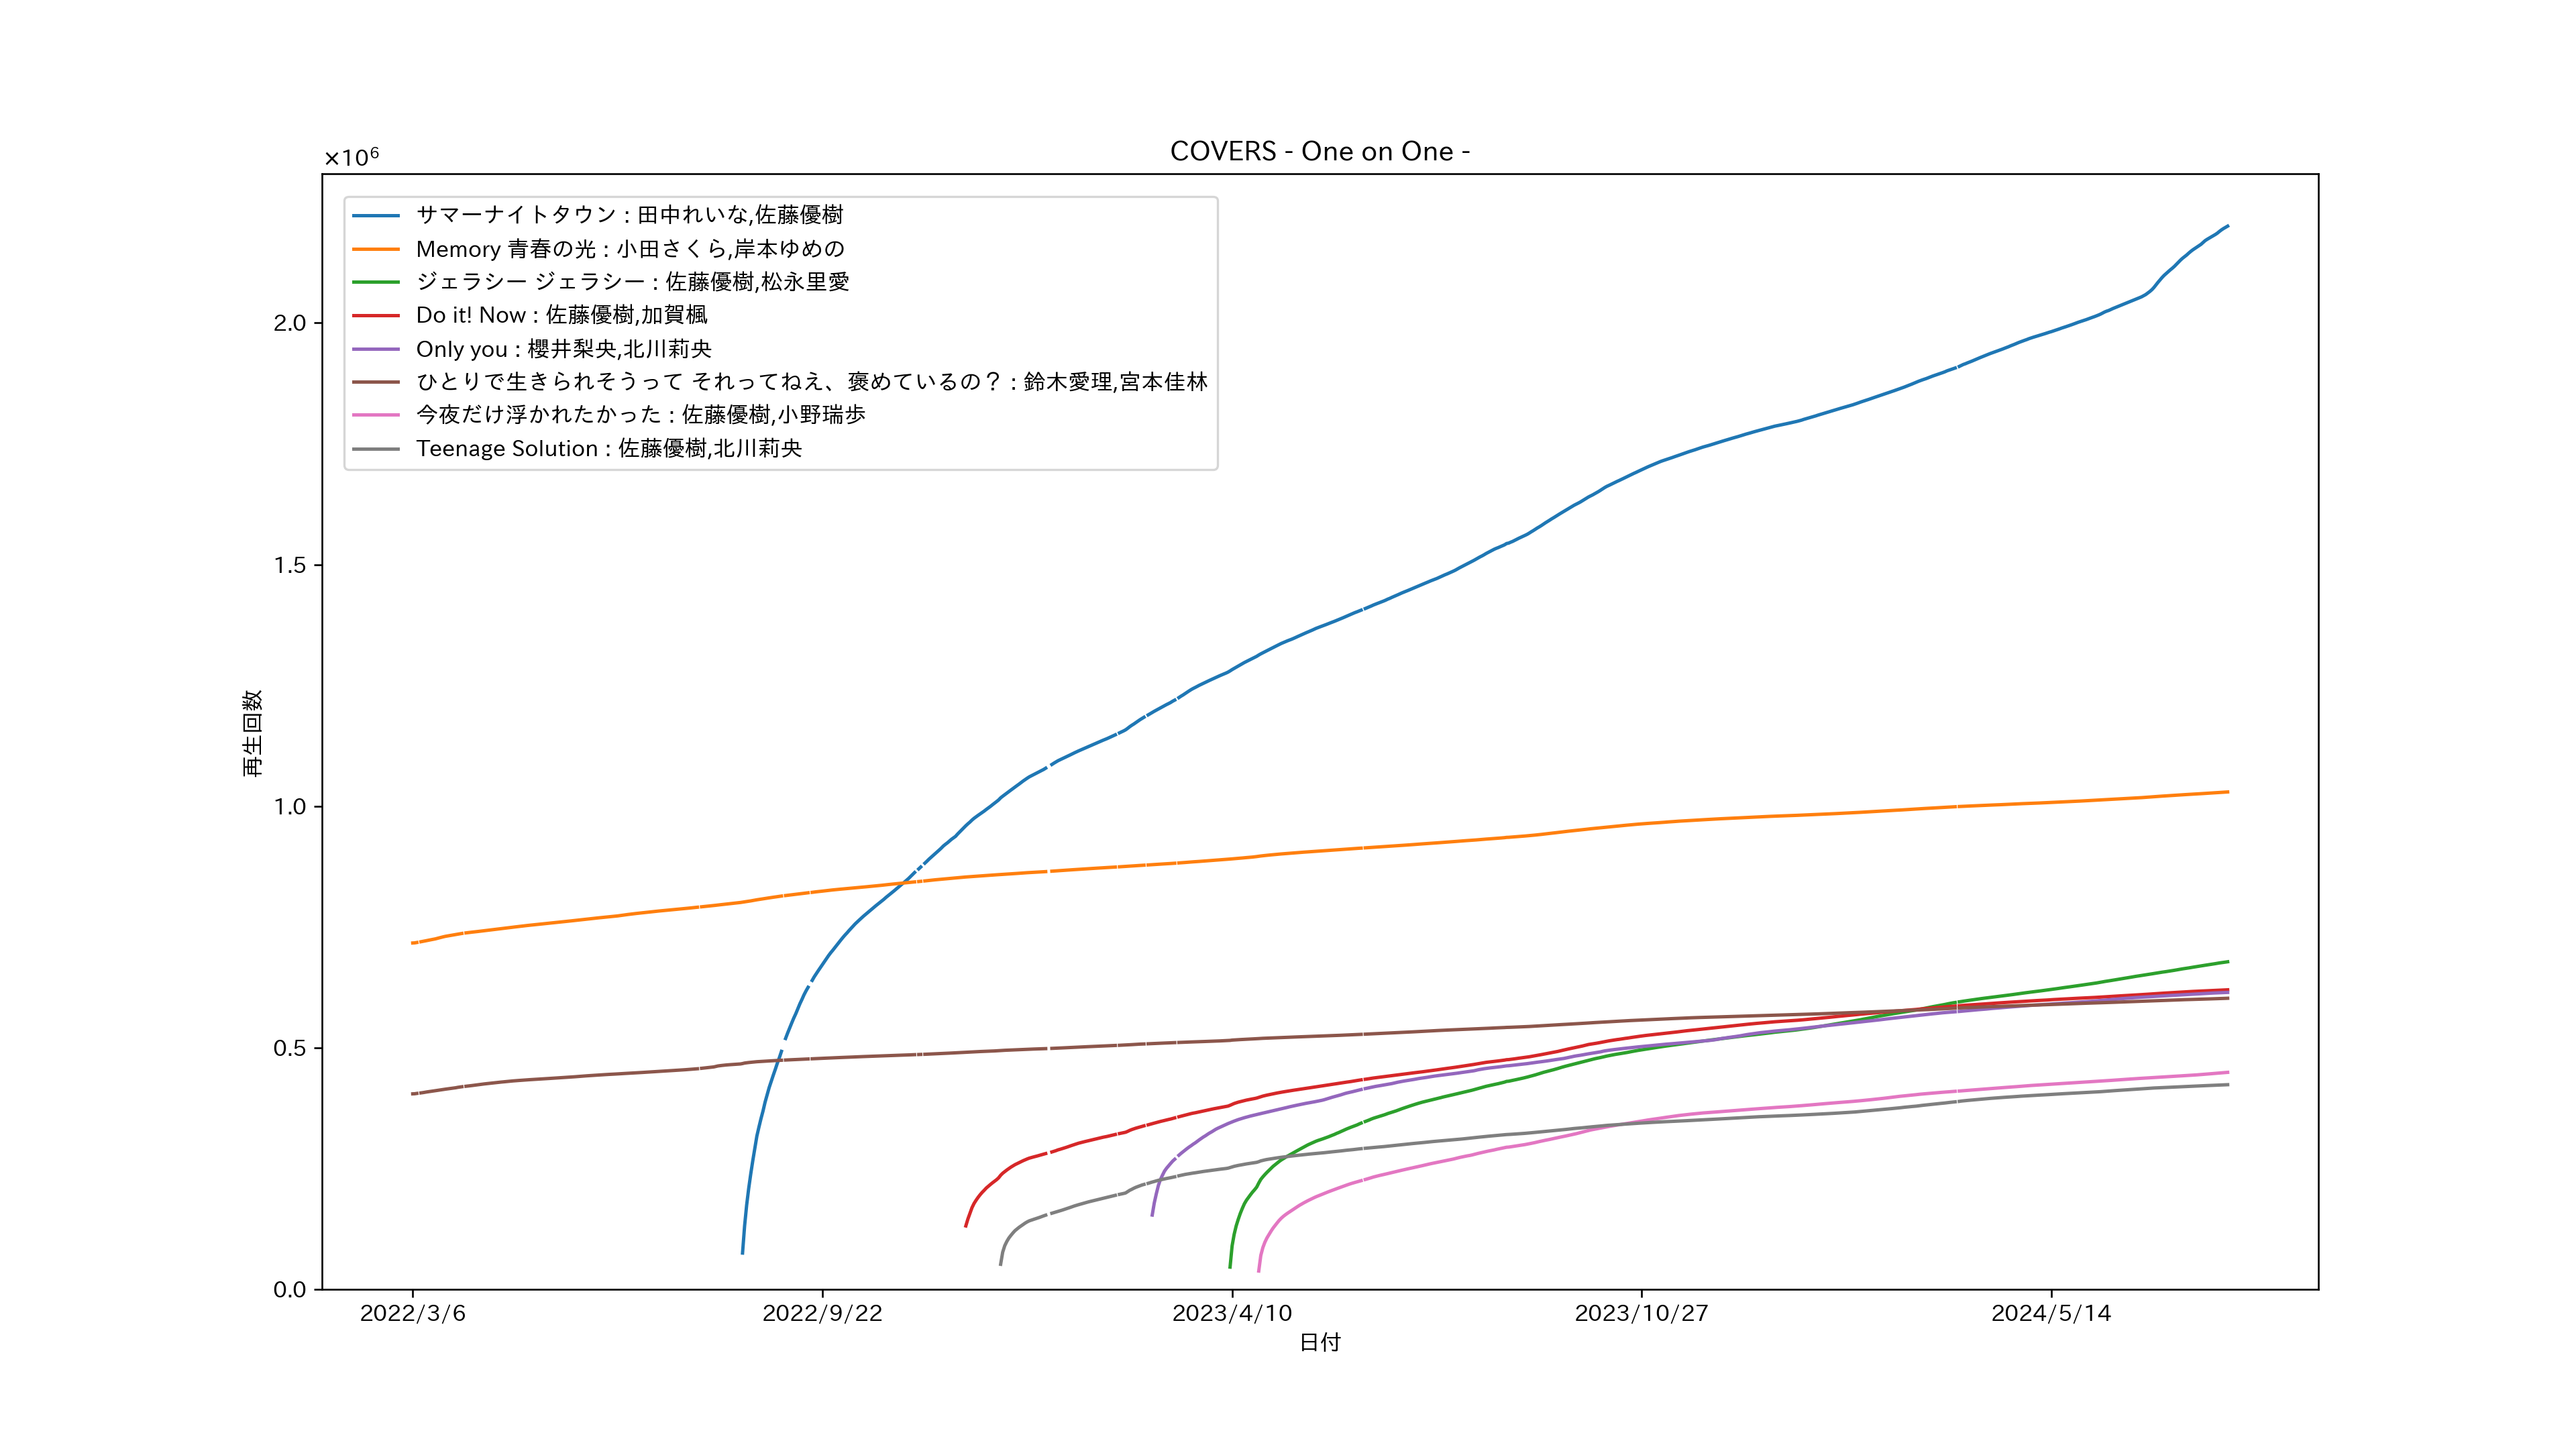 COVERS - One on One -
×10⁶
サマーナイトタウン : 田中れいな,佐藤優樹
Memory 青春の光 : 小田さくら,岸本ゆめの
ジェラシー ジェラシー : 佐藤優樹,松永里愛
Do it! Now : 佐藤優樹,加賀楓
Only you : 櫻井梨央,北川莉央
ひとりで生きられそうって それってねえ、褒めているの？ : 鈴木愛理,宮本佳林
今夜だけ浮かれたかった : 佐藤優樹,小野瑞歩
Teenage Solution : 佐藤優樹,北川莉央
2.0
1.5
1.0
0.5
0.0
再生回数
2022/3/6
2022/9/22
2023/4/10
2023/10/27
2024/5/14
日付